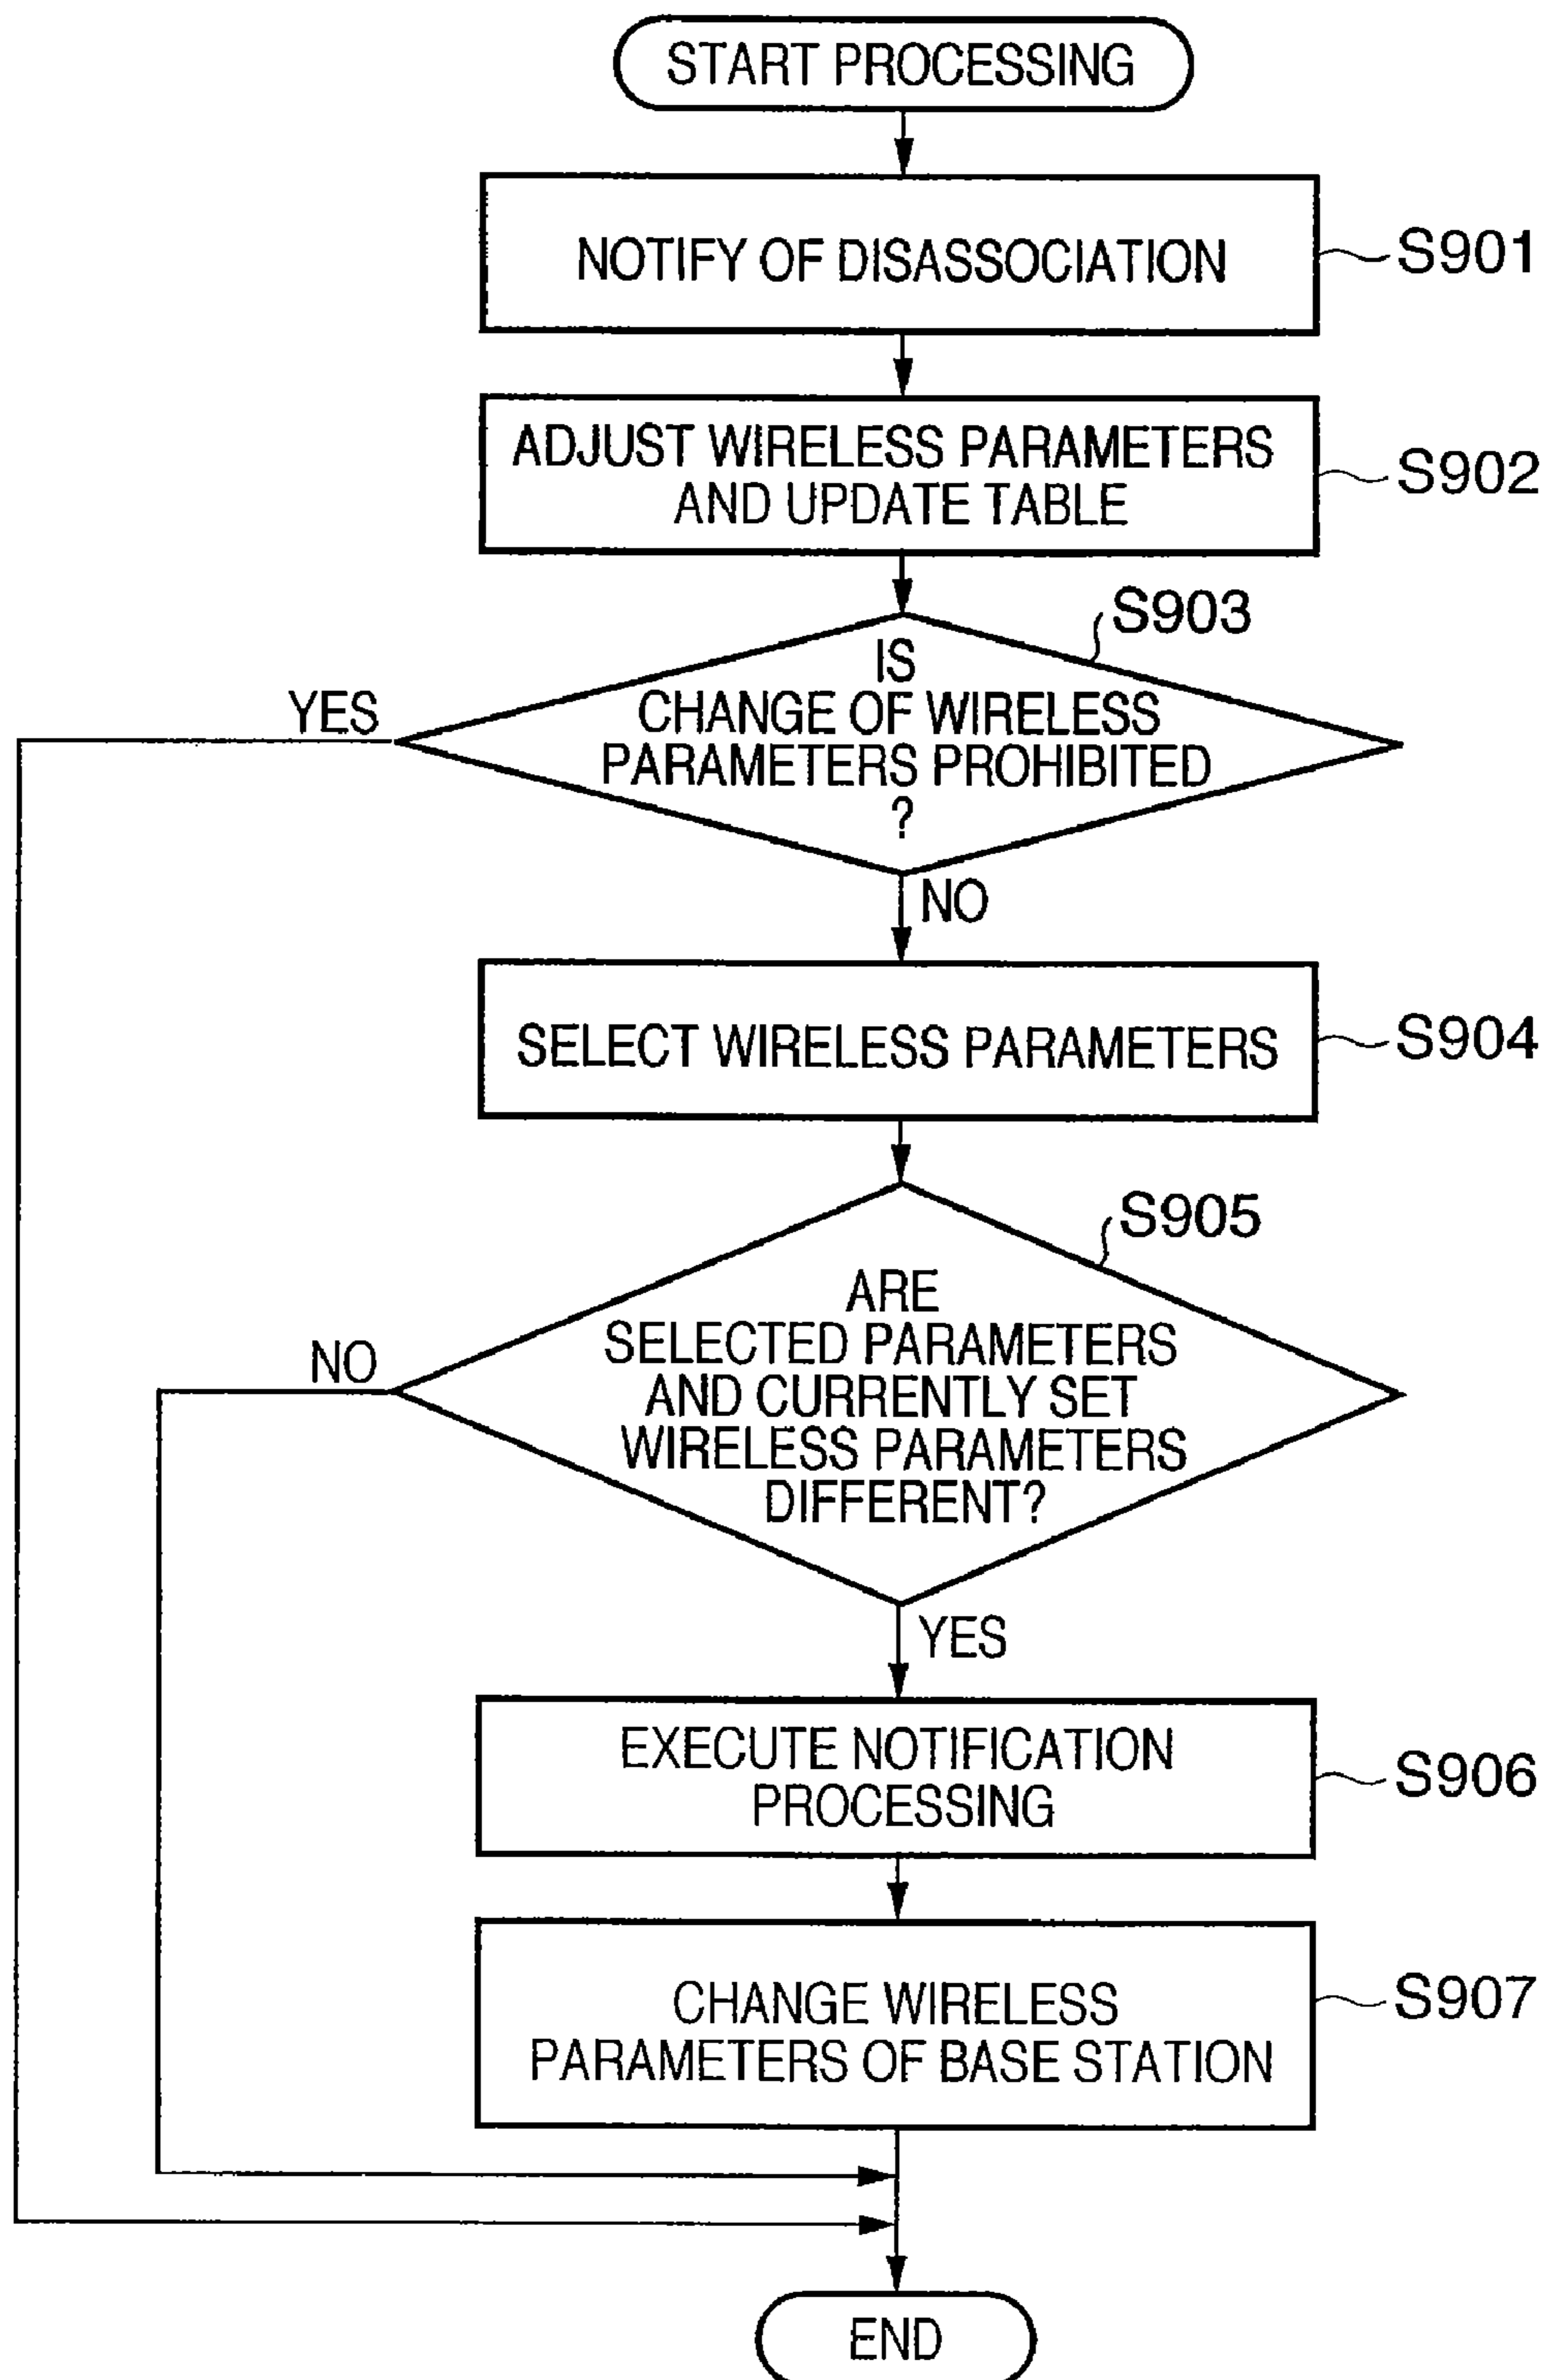 START PROCESSING
NOTIFY OF DISASSOCIATION
S901
ADJUST WIRELESS PARAMETERS
AND UPDATE TABLE
S902
S903
IS
CHANGE OF WIRELESS
PARAMETERS PROHIBITED
?
YES
NO
SELECT WIRELESS PARAMETERS
S904
S905
ARE
SELECTED PARAMETERS
AND CURRENTLY SET
WIRELESS PARAMETERS
DIFFERENT?
NO
YES
EXECUTE NOTIFICATION
PROCESSING
S906
CHANGE WIRELESS
PARAMETERS OF BASE STATION
S907
END